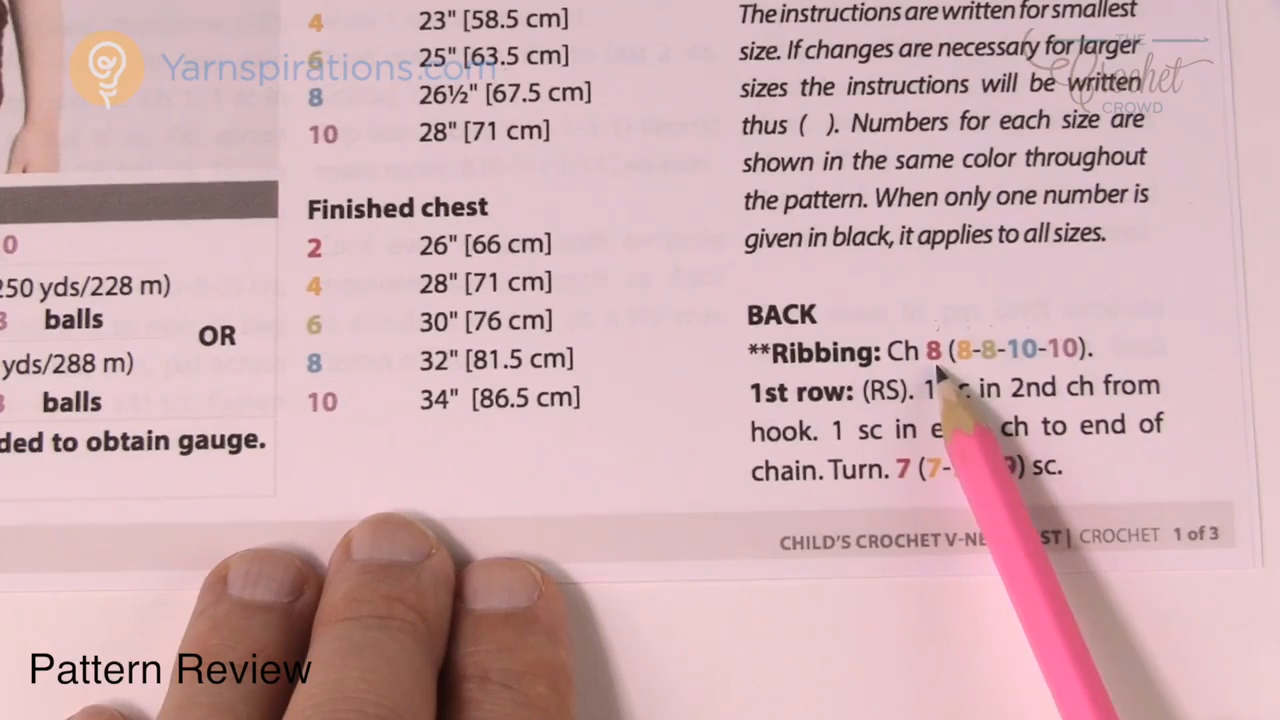 4 23" [58.5 cm]
6 25" [63.5 cm]
8 26½" [67.5 cm]
10 28" [71 cm]
Finished chest
2 26" [66 cm]
4 28" [71 cm]
6 30" [76 cm]
8 32" [81.5 cm]
10 34" [86.5 cm]
0
250 yds/228 m)
3 balls
OR
yds/288 m)
3 balls
ded to obtain gauge.
The instructions are written for smallest
size. If changes are necessary for larger
sizes the instructions will be written
thus ( ). Numbers for each size are
shown in the same color throughout
the pattern. When only one number is
given in black, it applies to all sizes.
BACK
**Ribbing: Ch 8 (8-8-10-10).
1st row: (RS). 1 in 2nd ch from
hook. 1 sc in ch to end of
chain. Turn. 7 (7- 9) sc.
CHILD'S CROCHET V-NE ST | CROCHET 1 of 3
Yarnspirations.com
THE
Crochet
CROWD
Pattern Review